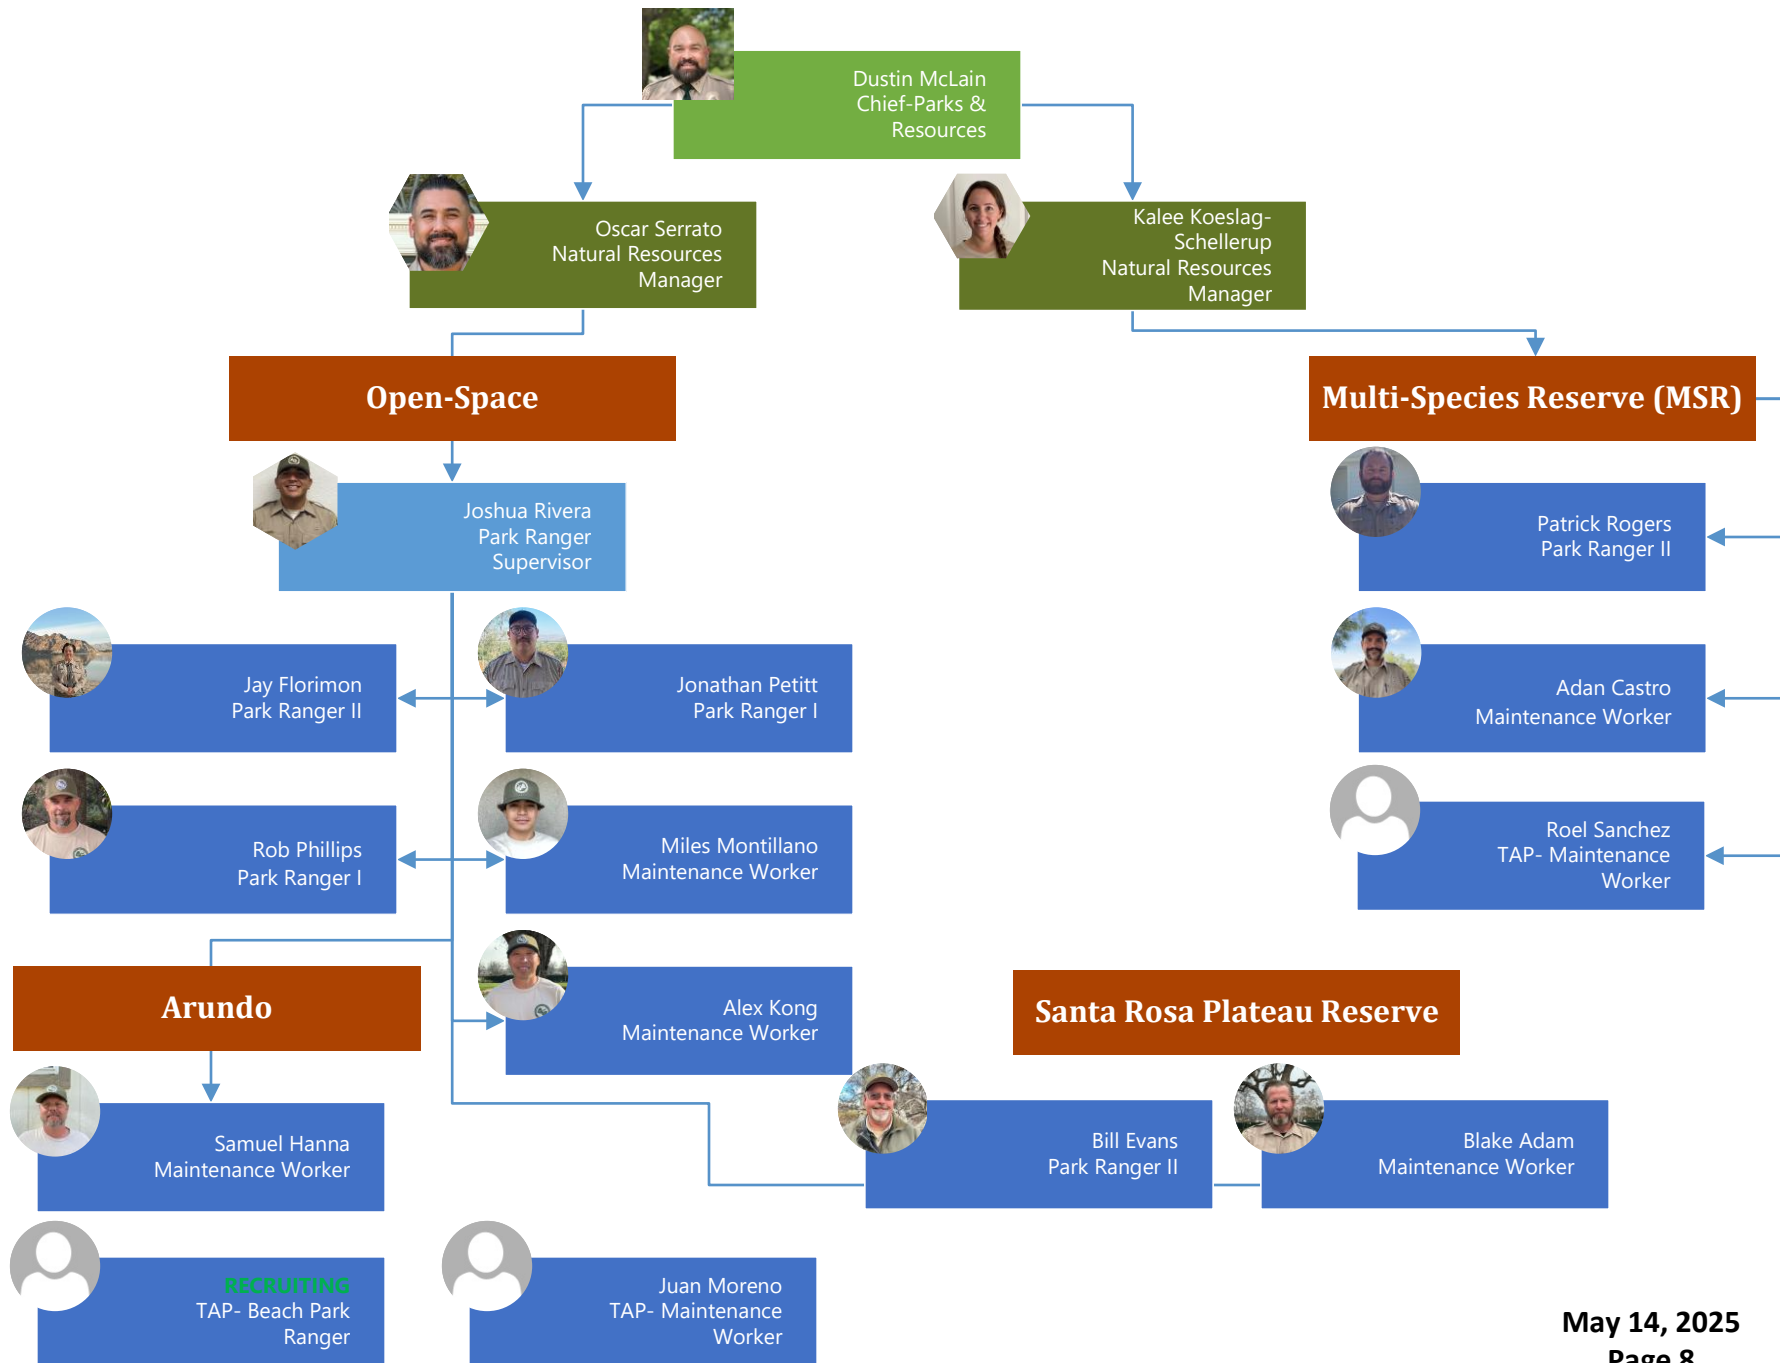 Dustin McLain
Chief-Parks &
Resources
Oscar Serrato
Natural Resources
Manager
Kalee Koeslag-
Schellerup
Natural Resources
Manager
Open-Space
Multi-Species Reserve (MSR)
Joshua Rivera
Park Ranger
Supervisor
Patrick Rogers
Park Ranger II
Jay Florimon
Park Ranger II
Jonathan Petitt
Park Ranger I
Adan Castro
Maintenance Worker
Rob Phillips
Park Ranger I
Miles Montillano
Maintenance Worker
Roel Sanchez
TAP- Maintenance
Worker
Arundo
Alex Kong
Maintenance Worker
Santa Rosa Plateau Reserve
Samuel Hanna
Maintenance Worker
Bill Evans
Park Ranger II
Blake Adam
Maintenance Worker
RECRUITING
TAP- Beach Park
Ranger
Juan Moreno
TAP- Maintenance
Worker
May 14, 2025
Page 8